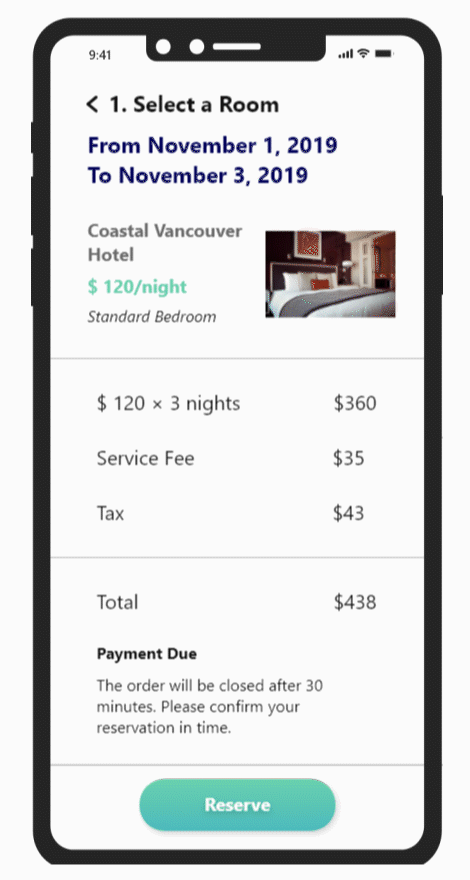 9:41
1. Select a Room
From November 1, 2019
To November 3, 2019
Coastal Vancouver
Hotel
$ 120/night
Standard Bedroom
$ 120 × 3 nights $360
Service Fee $35
Tax $43
Total $438
Payment Due
The order will be closed after 30
minutes. Please confirm your
reservation in time.
Reserve